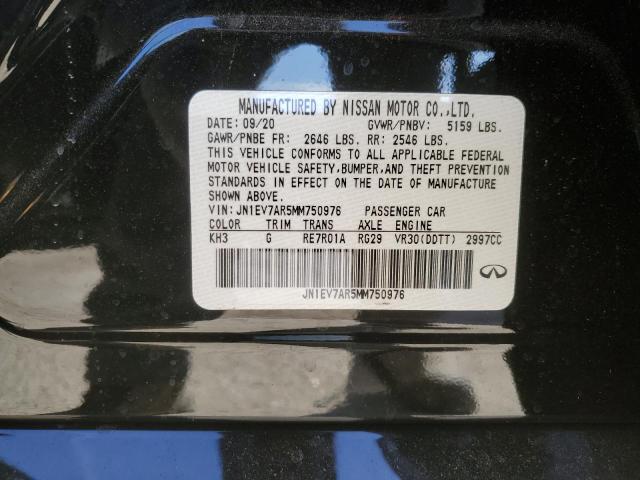 MANUFACTURED BY NISSAN MOTOR CO.,LTD.
DATE: 09/20 GVWR/PNBV: 5159 LBS.
GAWR/PNBE FR: 2646 LBS. RR: 2546 LBS.
THIS VEHICLE CONFORMS TO ALL APPLICABLE FEDERAL
MOTOR VEHICLE SAFETY,BUMPER,AND THEFT PREVENTION
STANDARDS IN EFFECT ON THE DATE OF MANUFACTURE
SHOWN ABOVE.
VIN: JN1EV7AR5MM750976 PASSENGER CAR
COLOR TRIM TRANS AXLE ENGINE
KH3 G RE7R01A RG29 VR30(DDTT) 2997CC
JN1EV7AR5MM750976